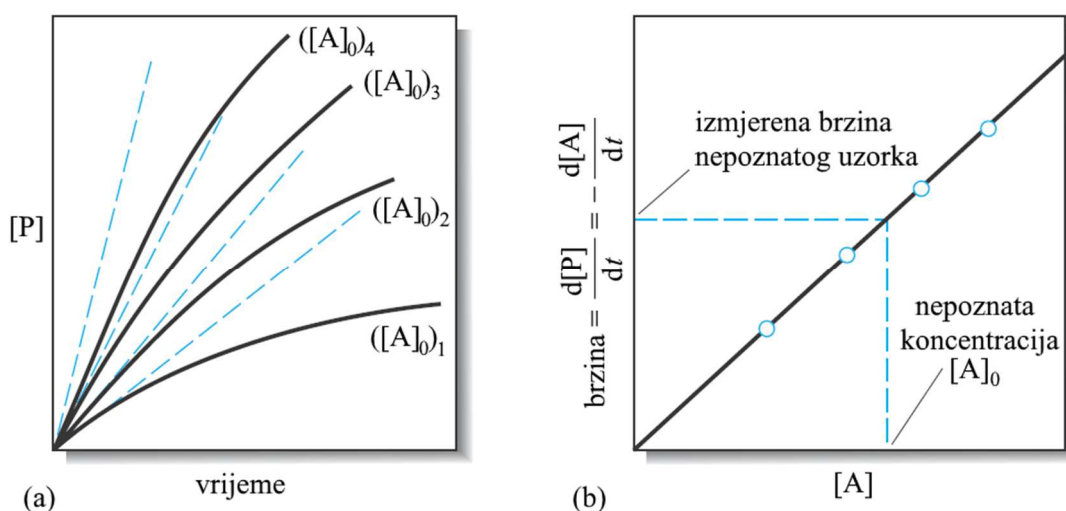 ([A]₀)₄
([A]₀)₃
([A]₀)₂
([A]₀)₁
[P]
vrijeme
(a)
brzina = d[P]/dt = − d[A]/dt
izmjerena brzina
nepoznatog uzorka
nepoznata
koncentracija
[A]₀
[A]
(b)